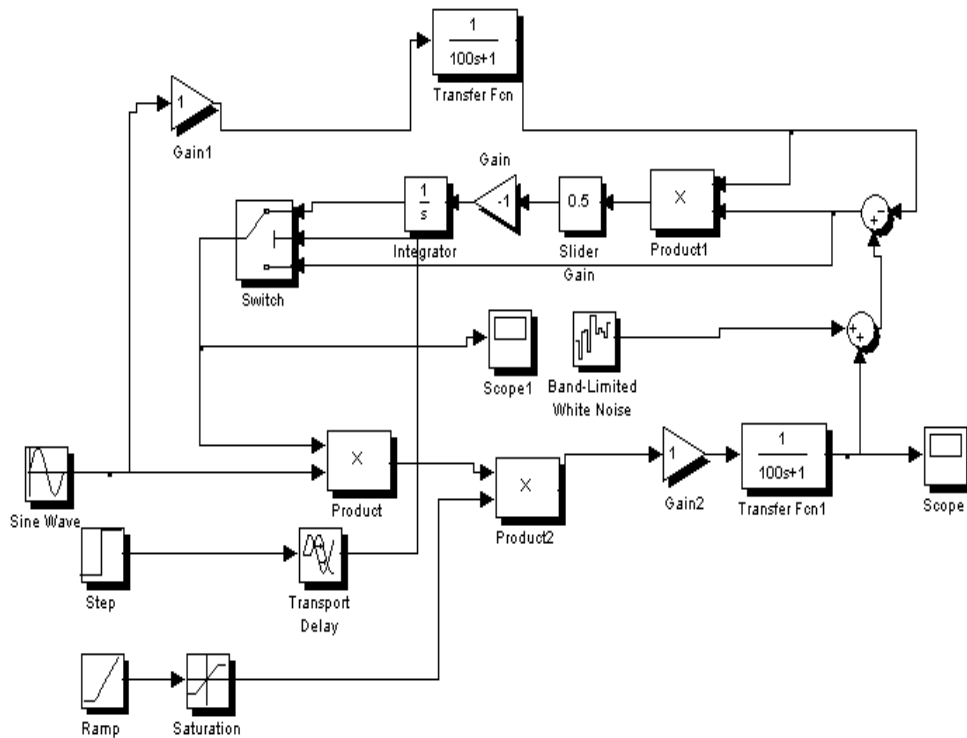 1
100s+1
Transfer Fcn
1
Gain1
Gain
1
s
-1
0.5
X
Integrator
Slider
Gain
Product1
-
+
Switch
+
+
Scope1
Band-Limited
White Noise
X
Product
X
Product2
1
Gain2
1
100s+1
Transfer Fcn1
Scope
Sine Wave
Step
Transport
Delay
Ramp
Saturation